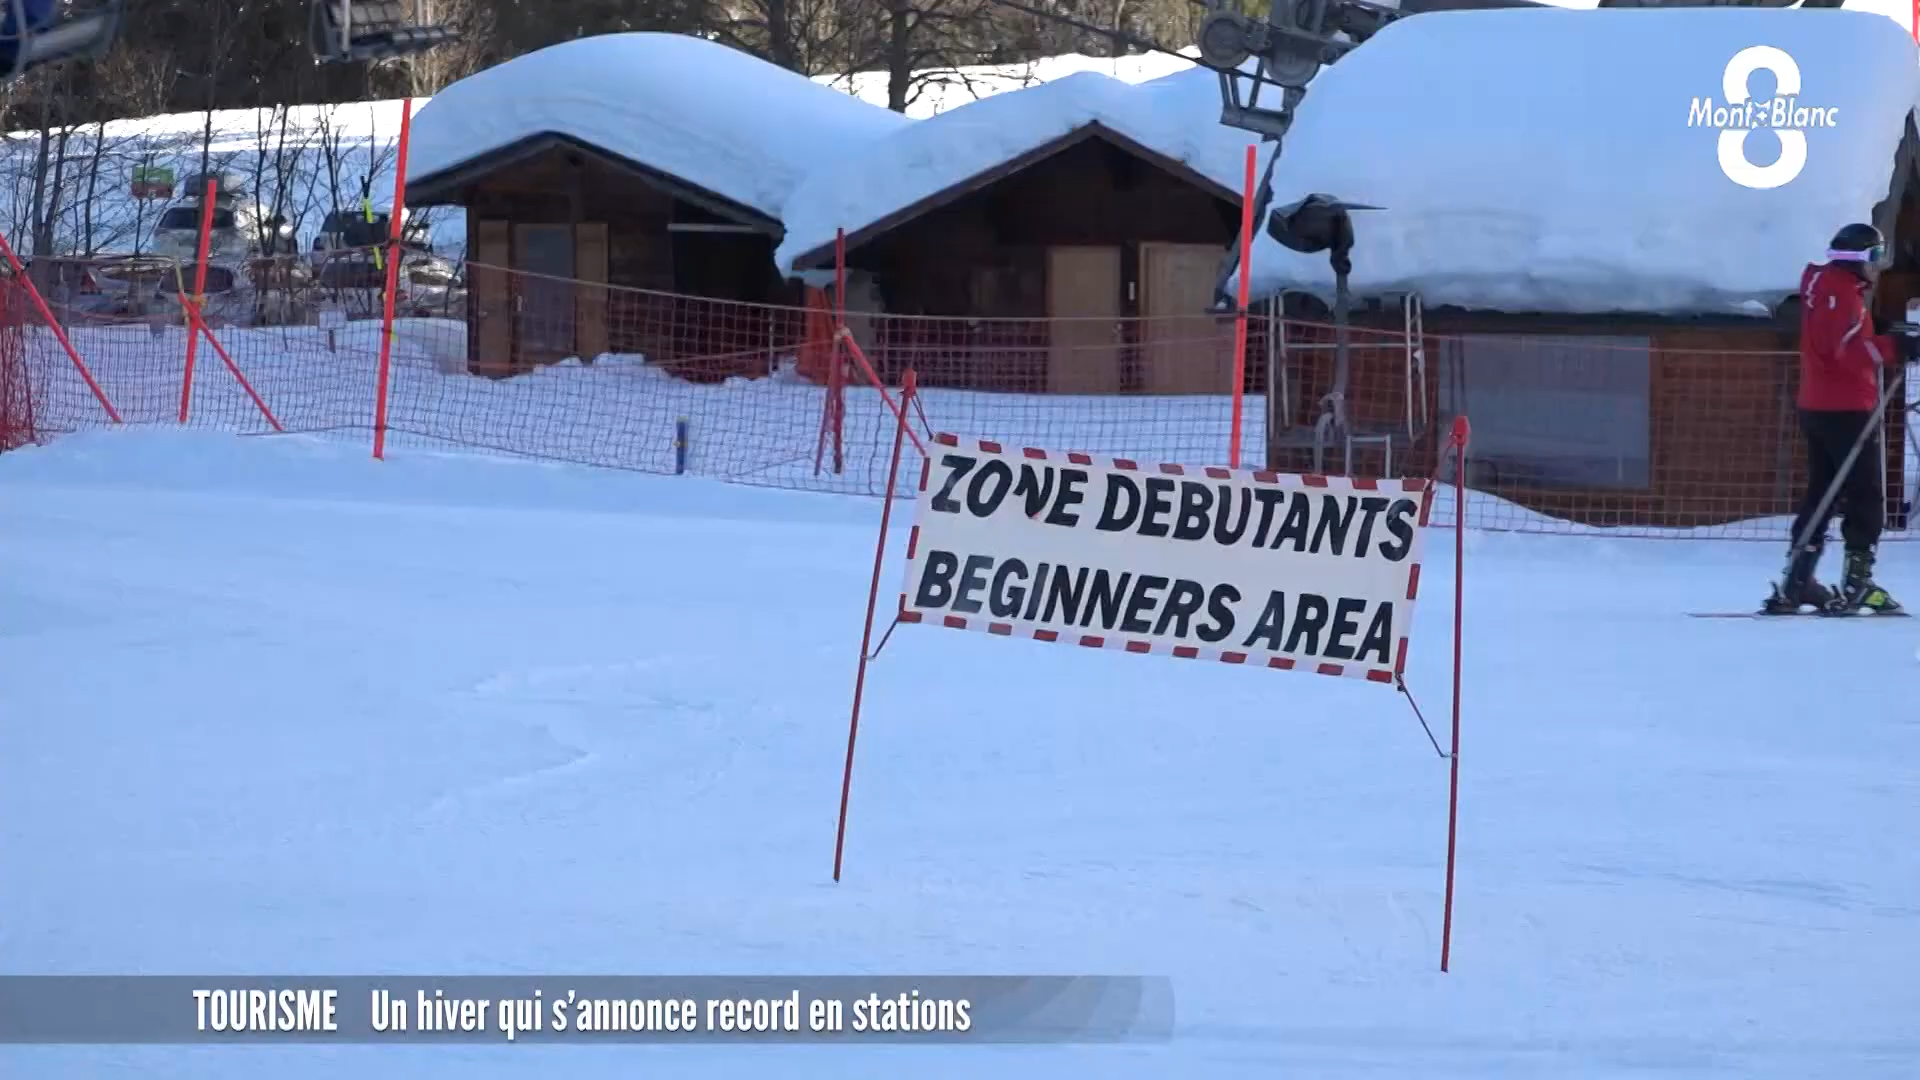 8
Mont Blanc
ZONE DEBUTANTS
BEGINNERS AREA
TOURISME Un hiver qui s'annonce record en stations